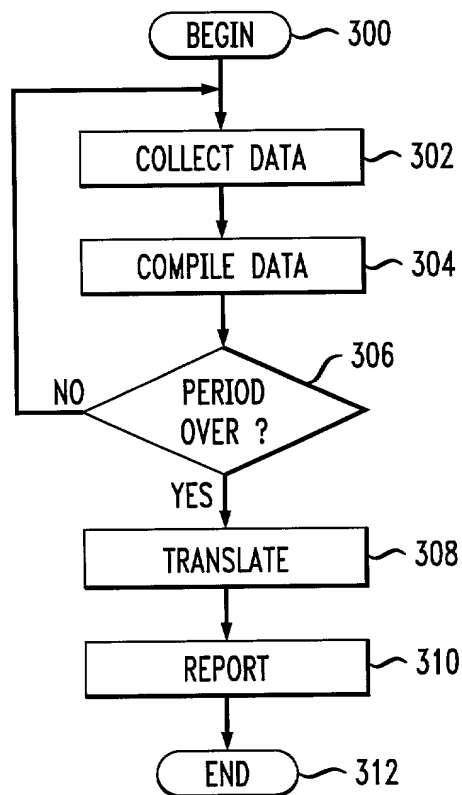 BEGIN 300
COLLECT DATA 302
COMPILE DATA 304
306
NO PERIOD
OVER ?
YES
TRANSLATE 308
REPORT 310
END 312